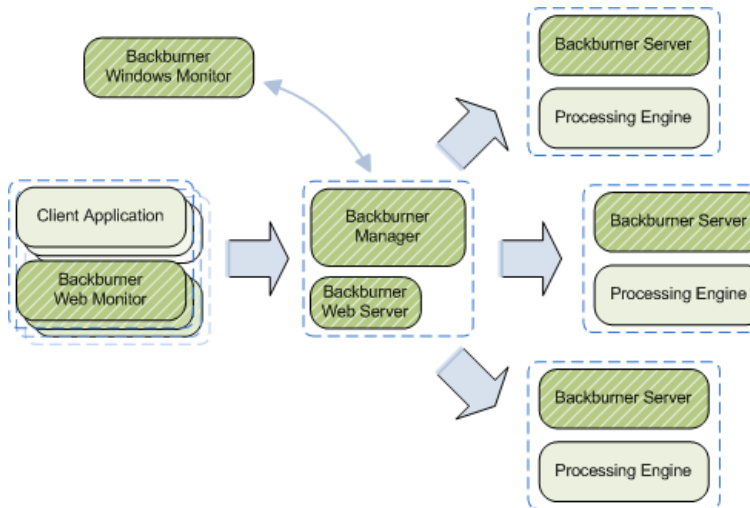 Backburner
Windows Monitor
Client Application
Backburner
Web Monitor
Backburner
Manager
Backburner
Web Server
Backburner Server
Processing Engine
Backburner Server
Processing Engine
Backburner Server
Processing Engine